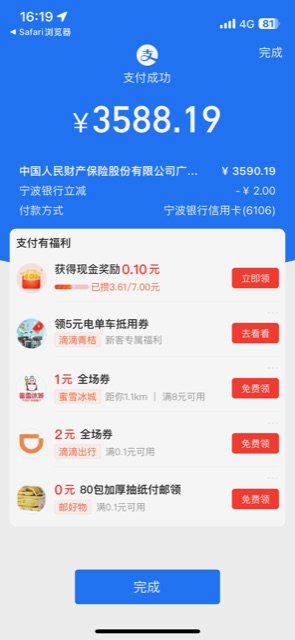 16:19
4G 81
◀ Safari浏览器
完成
支付成功
¥3588.19
中国人民财产保险股份有限公司广... ¥ 3590.19
宁波银行立减 - ¥ 2.00
付款方式 宁波银行信用卡(6106)
支付有福利
获得现金奖励0.10元
已攒3.61/7.00元
立即领
领5元电单车抵用券
滴滴青桔 新客专属福利
去看看
1元 全场券
蜜雪冰城 距你1.1km | 满8元可用
免费领
蜜雪冰城
2元 全场券
滴滴出行 满0.1元可用
免费领
0元 80包加厚抽纸付邮领
邮好物 满0.1元可用
免费领
完成